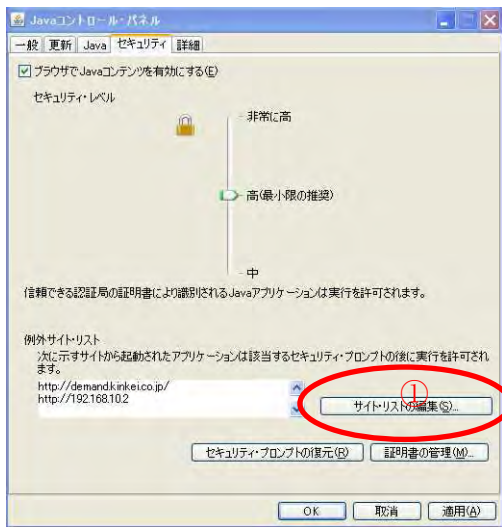 Javaコントロール・パネル
一般 更新 Java セキュリティ 詳細
ブラウザでJavaコンテンツを有効にする(E)
セキュリティ・レベル
非常に高
高(最小限の推奨)
中
信頼できる認証局の証明書により識別されるJavaアプリケーションは実行を許可されます。
例外サイト・リスト
次に示すサイトから起動されたアプリケーションは該当するセキュリティ・プロンプトの後に実行を許可され
ます。
http://demand.kinkei.co.jp/
http://192.168.10.2
①
サイト・リストの編集(S)...
セキュリティ・プロンプトの復元(R) 証明書の管理(M)...
OK 取消 適用(A)